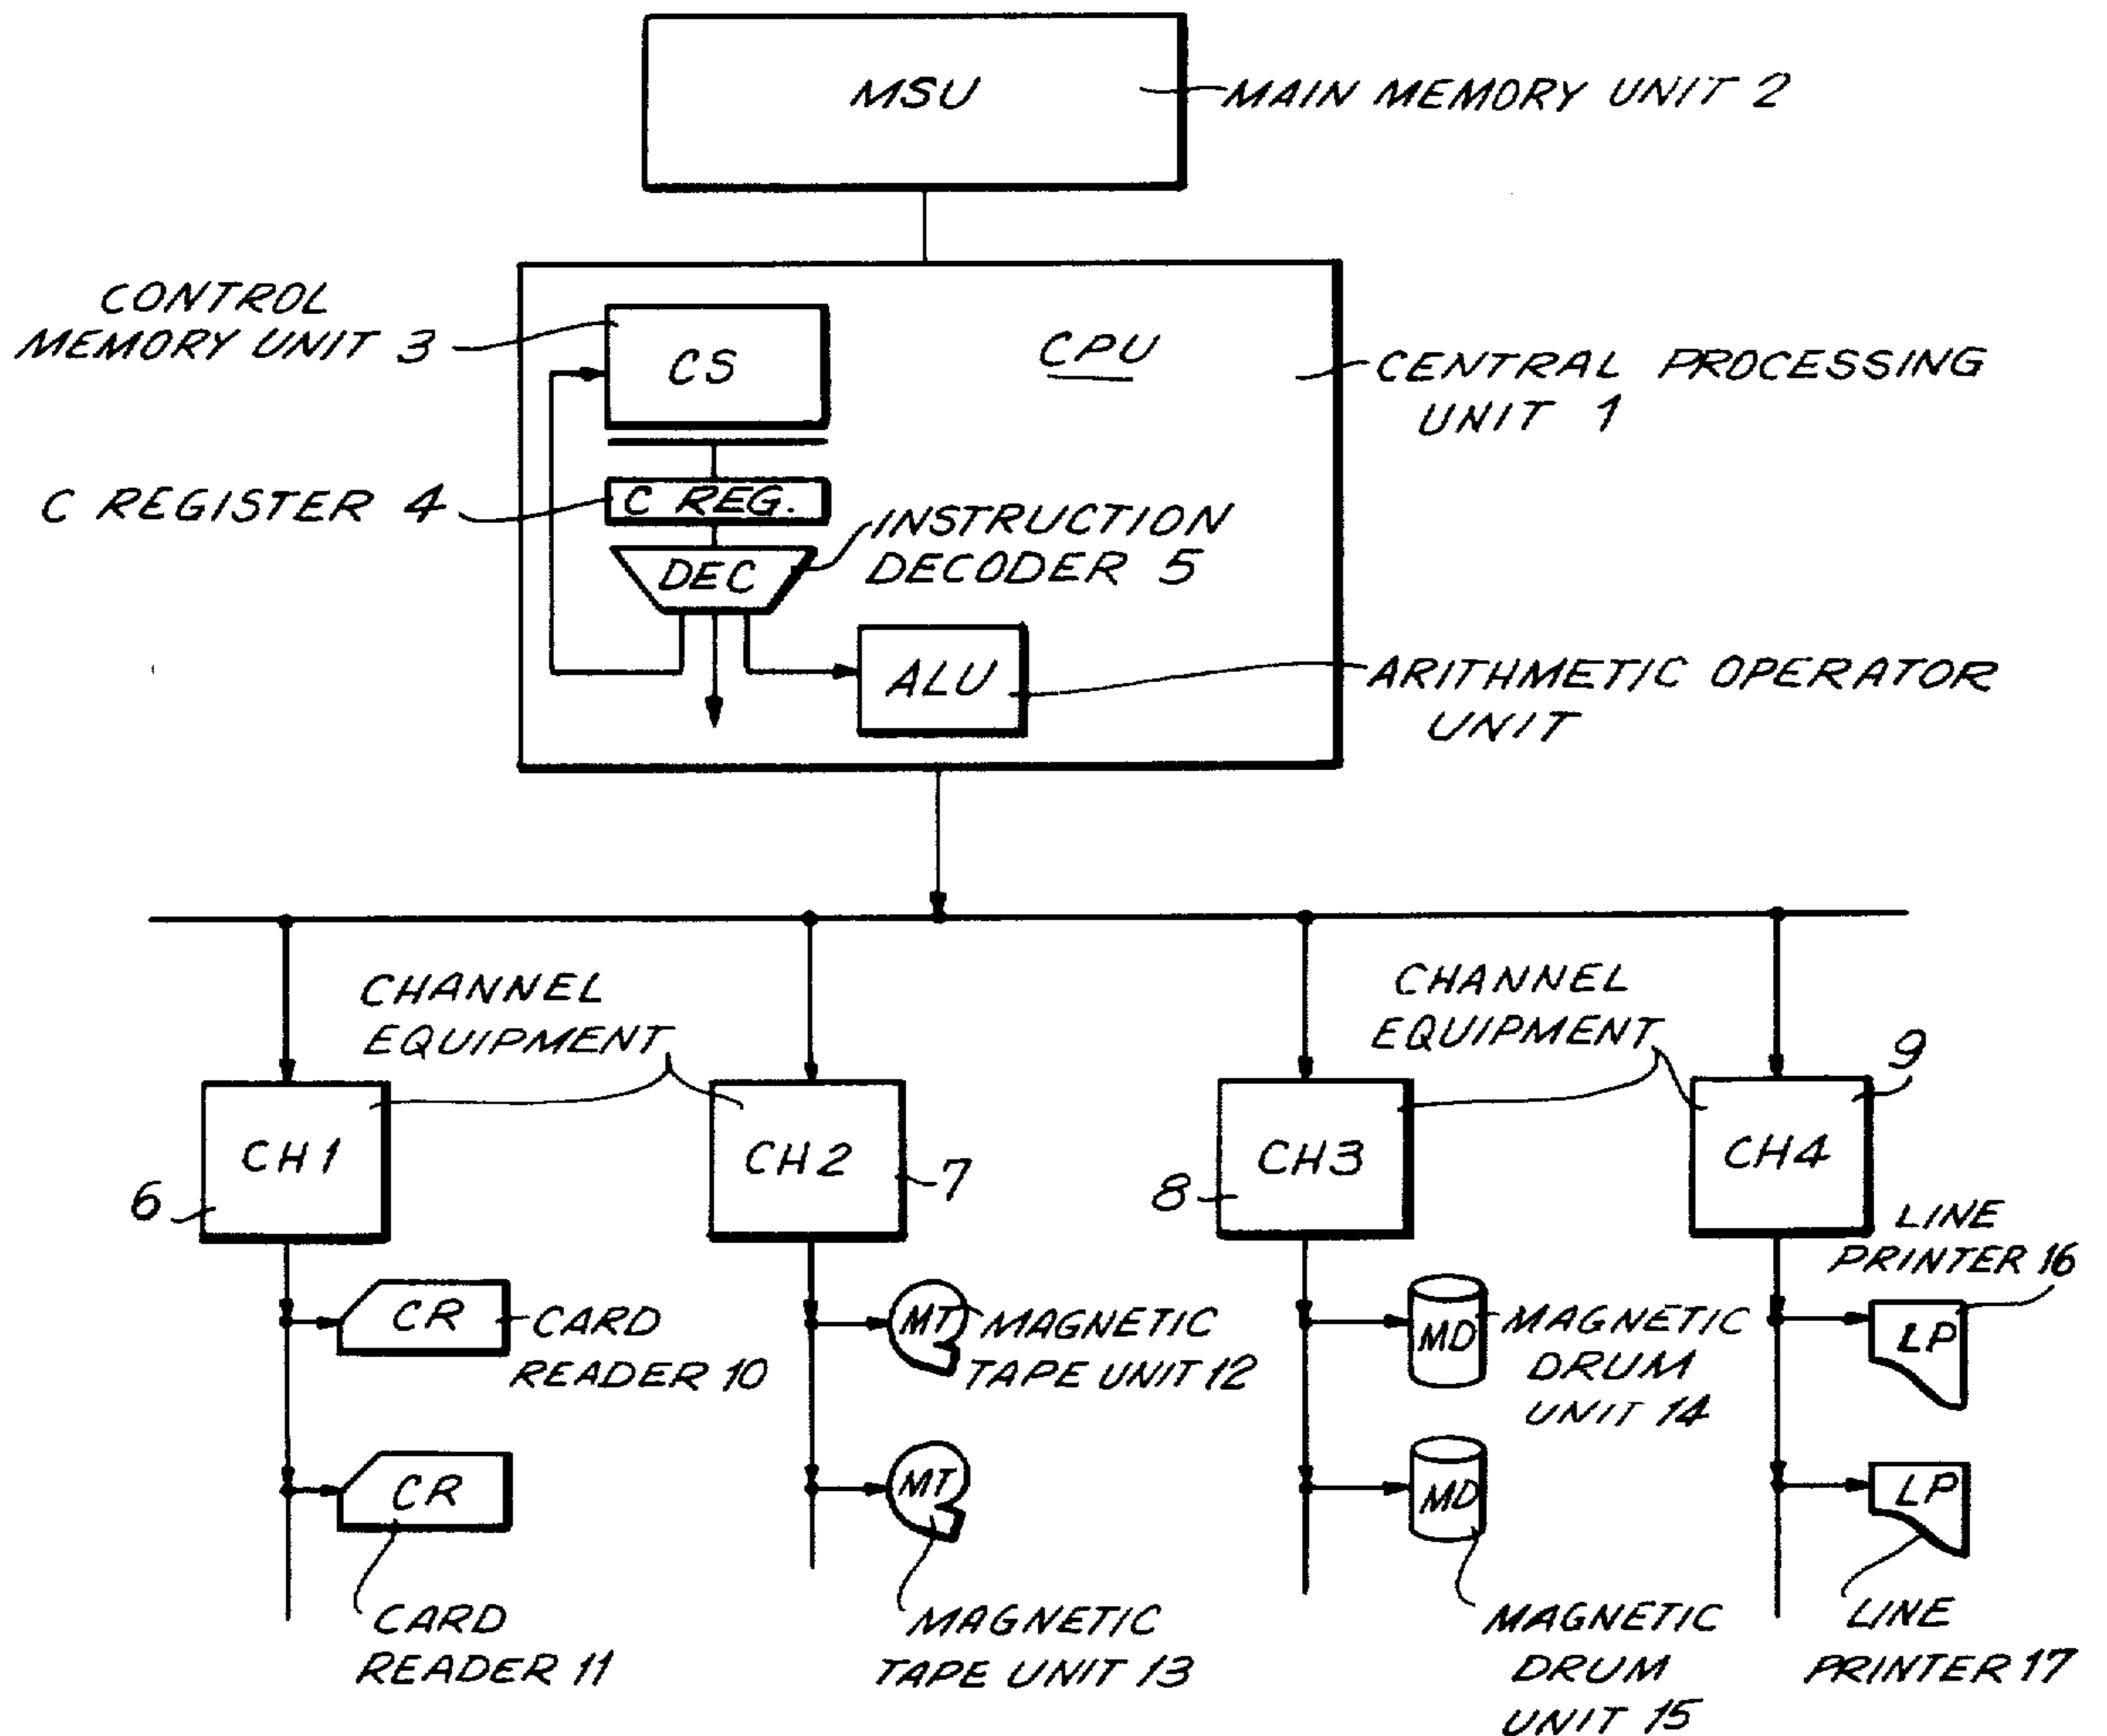 MSU
MAIN MEMORY UNIT 2
CONTROL
MEMORY UNIT 3
CS
CPU
CENTRAL PROCESSING
UNIT 1
C REGISTER 4
C REG.
INSTRUCTION
DECODER 5
DEC
ALU
ARITHMETIC OPERATOR
UNIT
CHANNEL
EQUIPMENT
CHANNEL
EQUIPMENT
9
CH1
CH2
CH3
CH4
6
7
8
LINE
PRINTER 16
CR
CARD
READER 10
MT
MAGNETIC
TAPE UNIT 12
MD
MAGNETIC
DRUM
UNIT 14
LP
CR
MT
MD
LP
CARD
READER 11
MAGNETIC
TAPE UNIT 13
MAGNETIC
DRUM
UNIT 15
LINE
PRINTER 17